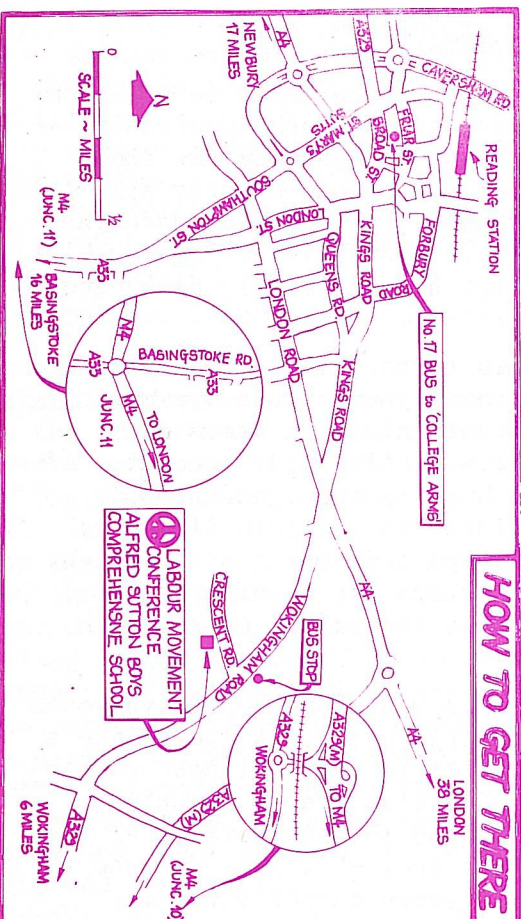 HOW TO GET THERE
READING STATION
CAVERSHAM RD.
A329
A4
NEWBURY
17 MILES
FRIAR ST.
BROAD ST.
ST. MARY'S
BUTTS
FORBURY
ROAD
KINGS ROAD
QUEENS RD.
LONDON ST.
SOUTHAMPTON ST.
LONDON ROAD
KINGS ROAD
No. 17 BUS to 'COLLEGE ARMS'
N
0
1/2
SCALE ~ MILES
M4
(JUNC. 11)
A33
BASINGSTOKE
16 MILES
BASINGSTOKE RD.
A33
M4
A33
M4
JUNC. 11
TO LONDON
A4
A4
LONDON
38 MILES
WOKINGHAM ROAD
CRESCENT RD.
BUS STOP
LABOUR MOVEMENT
CONFERENCE
ALFRED SUTTON BOYS
COMPREHENSIVE SCHOOL
A329(M)
TO M4
A329
WOKINGHAM
A329(M)
M4
(JUNC. 10)
A329
WOKINGHAM
6 MILES